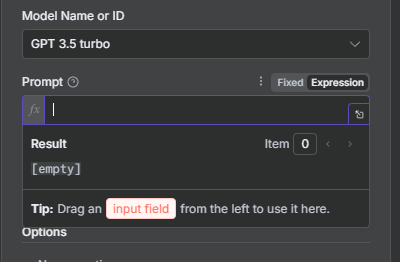 Model Name or ID
GPT 3.5 turbo
Prompt
Fixed Expression
fx
Result
Item 0
[empty]
Tip: Drag an input field from the left to use it here.
Options